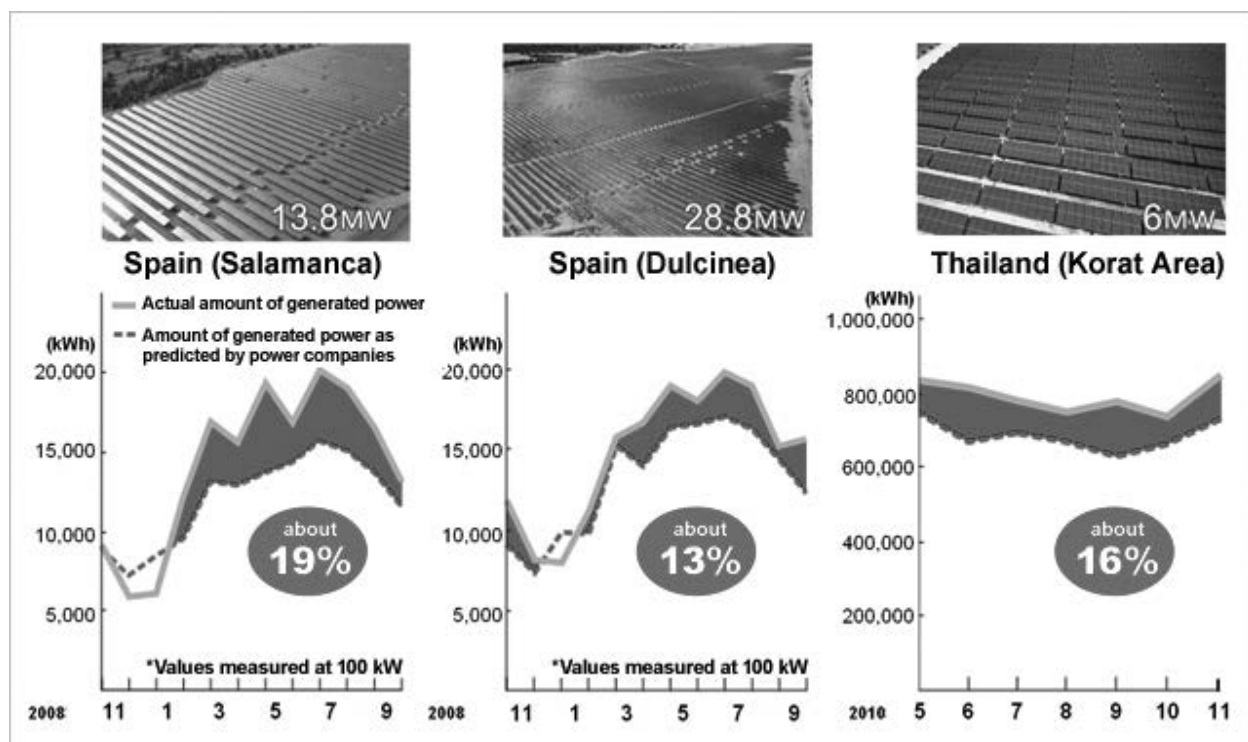 13.8MW
28.8MW
6MW
Spain (Salamanca)
Spain (Dulcinea)
Thailand (Korat Area)
Actual amount of generated power
Amount of generated power as
predicted by power companies
(kWh)
20,000
15,000
10,000
5,000
about
19%
*Values measured at 100 kW
2008 11 1 3 5 7 9
(kWh)
20,000
15,000
10,000
5,000
about
13%
*Values measured at 100 kW
2008 11 1 3 5 7 9
(kWh)
1,000,000
800,000
600,000
400,000
200,000
about
16%
2010 5 6 7 8 9 10 11